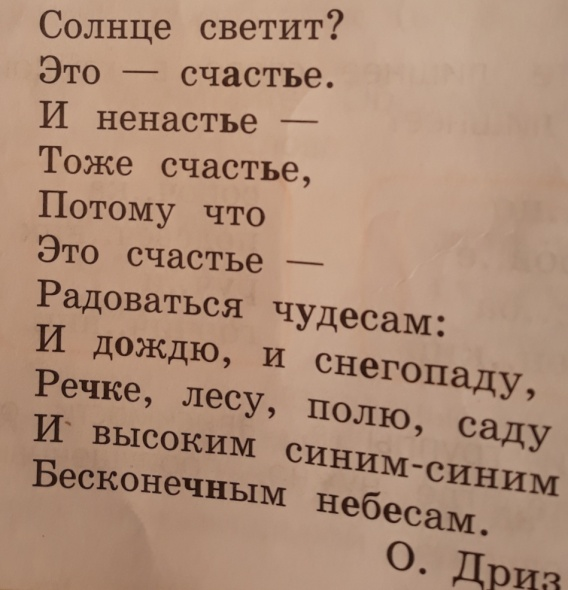 Солнце светит?
Это — счастье.
И ненастье —
Тоже счастье,
Потому что
Это счастье —
Радоваться чудесам:
И дождю, и снегопаду,
Речке, лесу, полю, саду
И высоким синим-синим
Бесконечным небесам.
О. Дриз